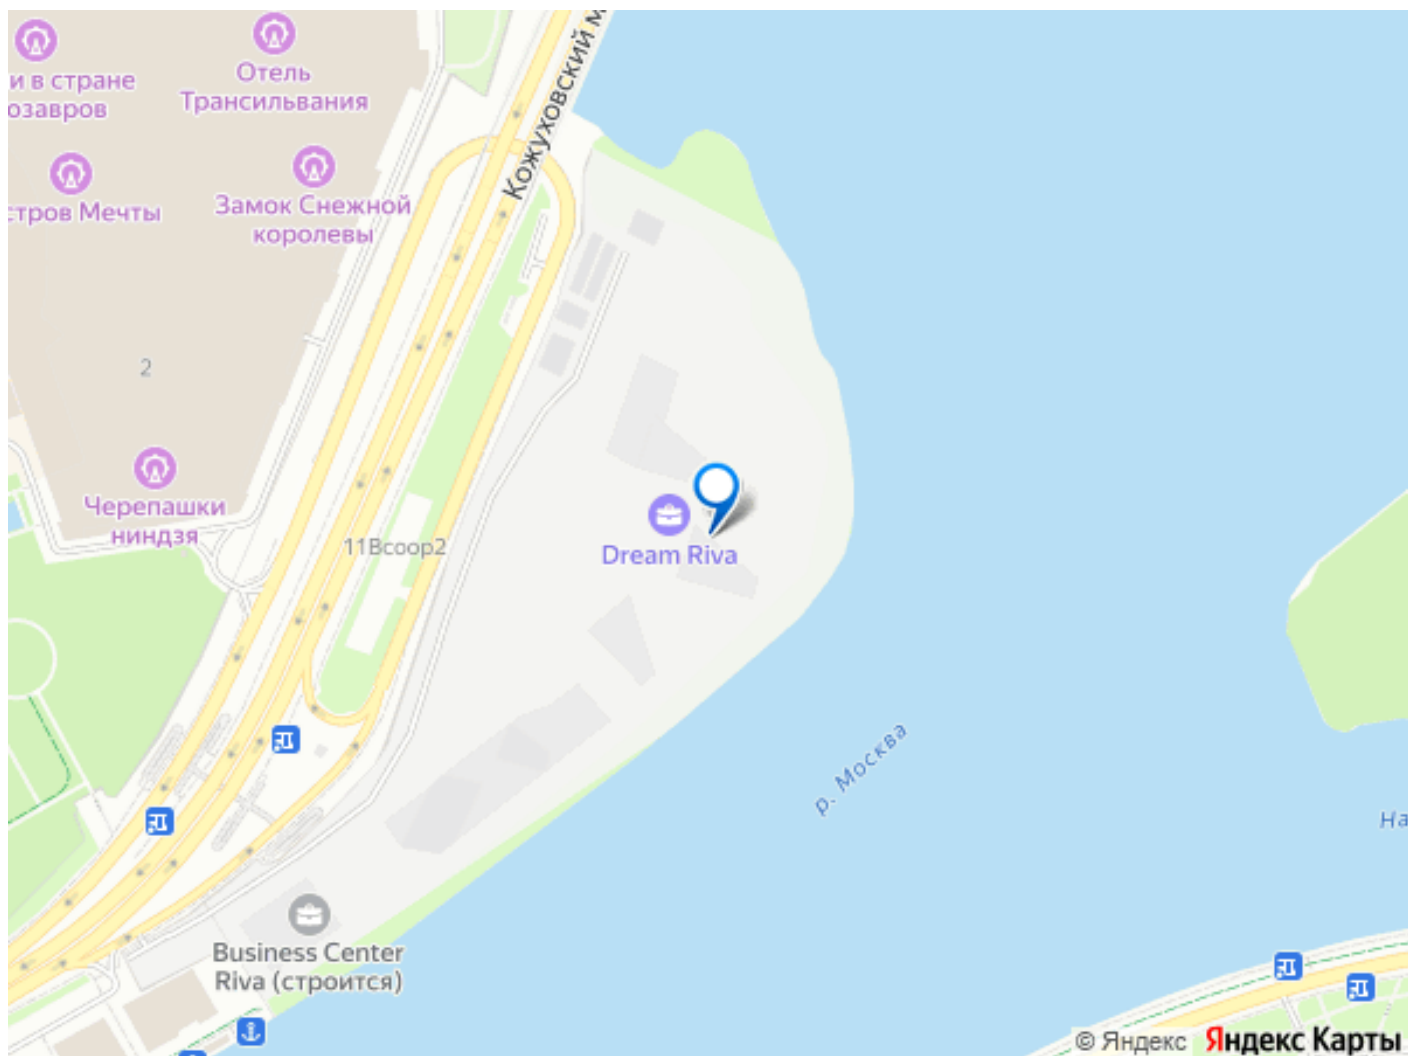 и в стране
озавров
Отель
Трансильвания
Кожуховский м
стров Мечты
Замок Снежной
королевы
2
Черепашки
ниндзя
11Всоор2
Dream Riva
р. Москва
На
Business Center
Riva (строится)
© Яндекс Яндекс Карты